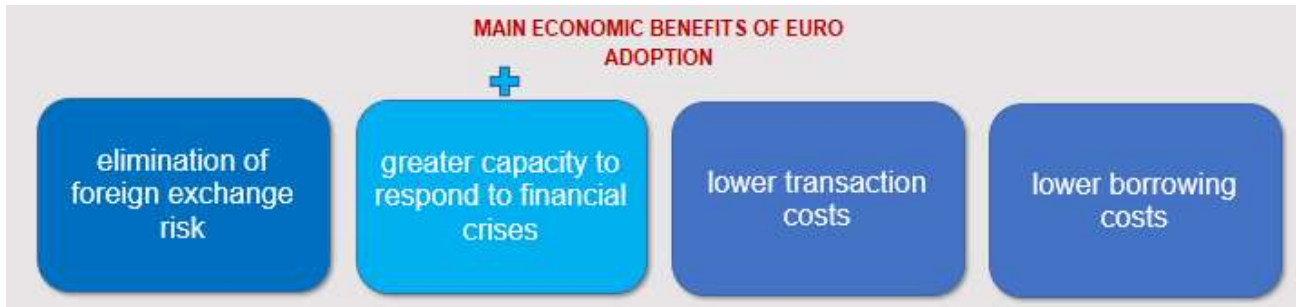 MAIN ECONOMIC BENEFITS OF EURO
ADOPTION
elimination of
foreign exchange
risk
greater capacity to
respond to financial
crises
lower transaction
costs
lower borrowing
costs